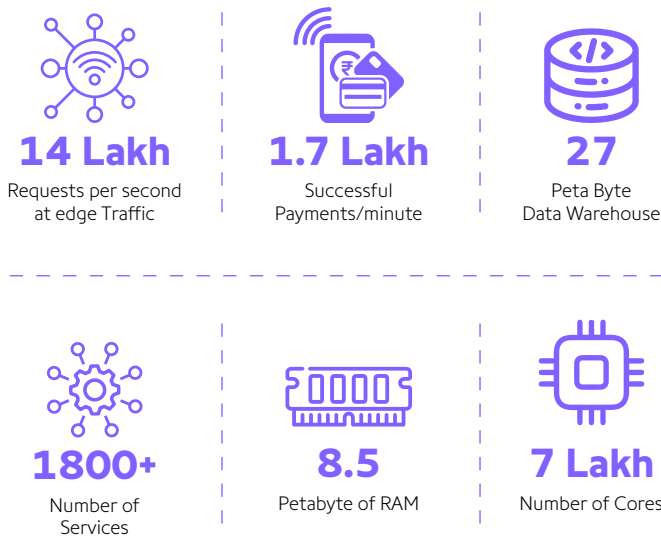 14 Lakh
Requests per second
at edge Traffic
1.7 Lakh
Successful
Payments/minute
27
Peta Byte
Data Warehouse
1800+
Number of
Services
8.5
Petabyte of RAM
7 Lakh
Number of Cores